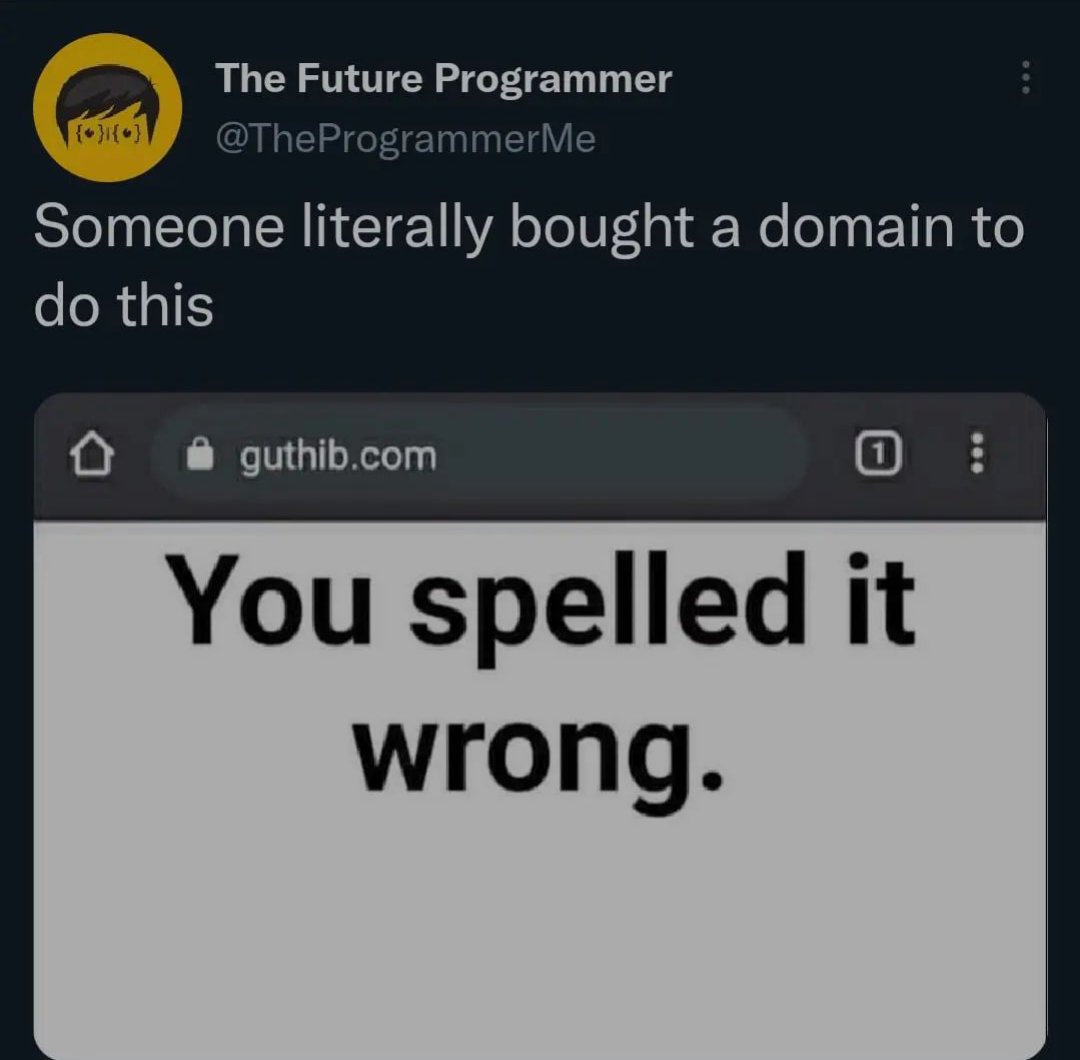 The Future Programmer
@TheProgrammerMe
Someone literally bought a domain to
do this
guthib.com
1
You spelled it
wrong.